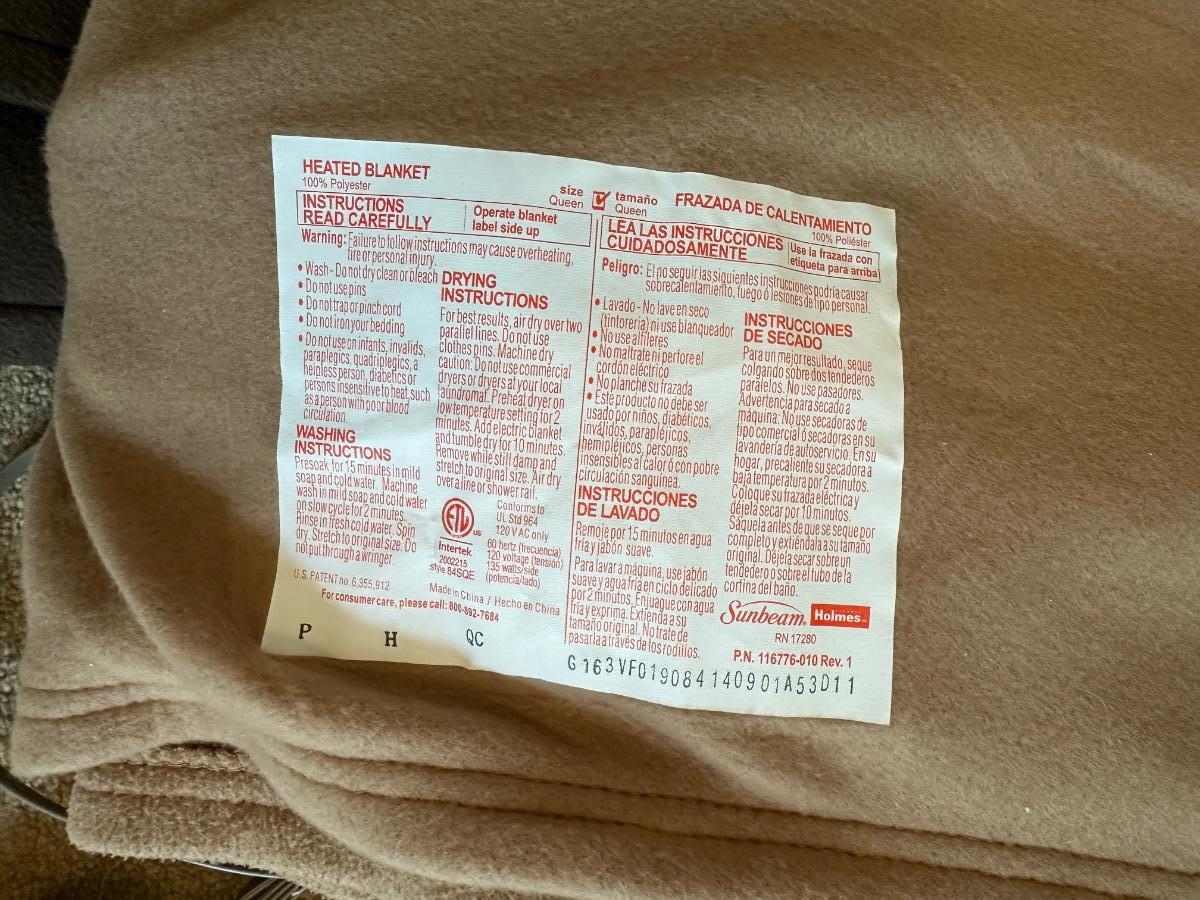 HEATED BLANKET
100% Polyester
size
Queen
tamaño
Queen
FRAZADA DE CALENTAMIENTO
100% Poliéster
INSTRUCTIONS
READ CAREFULLY
Operate blanket
label side up
Warning: Failure to follow instructions may cause overheating,
fire or personal injury.
• Wash - Do not dry clean or bleach
• Do not use pins
• Do not trap or pinch cord
• Do not iron your bedding
• Do not use on infants, invalids,
paraplegics, quadriplegics, a
helpless person, diabetics or
persons insensitive to heat, such
as a person with poor blood
circulation.
WASHING
INSTRUCTIONS
Presoak for 15 minutes in mild
soap and cold water. Machine
wash in mild soap and cold water
on slow cycle for 2 minutes.
Rinse in fresh cold water. Spin
dry. Stretch to original size. Do
not put through a wringer.
DRYING
INSTRUCTIONS
For best results, air dry over two
parallel lines. Do not use
clothes pins. Machine dry
caution: Do not use commercial
dryers or dryers at your local
laundromat. Preheat dryer on
low temperature setting for 2
minutes. Add electric blanket
and tumble dry for 10 minutes.
Remove while still damp and
stretch to original size. Air dry
over a line or shower rail.
ETL
US
Intertek
2002215
style 84SQE
Conforms to
UL Std 964
120 V AC only
60 hertz (frecuencia)
120 voltage (tensión)
135 watts/side
(potencia/lado)
U.S. PATENT no. 6,355,912
Made in China / Hecho en China
For consumer care, please call: 800-892-7684
P H QC
LEA LAS INSTRUCCIONES
CUIDADOSAMENTE
Use la frazada con
etiqueta para arriba
Peligro: El no seguir las siguientes instrucciones podria causar
sobrecalentamiento, fuego ó lesiones de tipo personal.
• Lavado - No lave en seco
(tintorería) ni use blanqueador
• No use alfileres
• No maltrate ni perfore el
cordón eléctrico
• No planche su frazada
• Este producto no debe ser
usado por niños, diabéticos,
inválidos, parapléjicos,
hemipléjicos, personas
insensibles al calor ó con pobre
circulación sanguínea.
INSTRUCCIONES
DE LAVADO
Remoje por 15 minutos en agua
fría y jabón suave.
Para lavar a máquina, use jabón
suave y agua fría en ciclo delicado
por 2 minutos. Enjuague con agua
fría y exprima. Extienda a su
tamaño original. No trate de
pasarla a través de los rodillos.
INSTRUCCIONES
DE SECADO
Para un mejor resultado, seque
colgando sobre dos tendederos
paralelos. No use pasadores.
Advertencia para secado a
máquina: No use secadoras de
tipo comercial ó secadoras en su
lavandería de autoservicio. En su
hogar, precaliente su secadora a
baja temperatura por 2 minutos.
Coloque su frazada eléctrica y
déjela secar por 10 minutos.
Sáquela antes de que se seque por
completo y extiéndala a su tamaño
original. Déjela secar sobre un
tendedero o sobre el tubo de la
cortina del baño.
Sunbeam Holmes
RN 17280
P.N. 116776-010 Rev. 1
G163VF019084140901A53D11